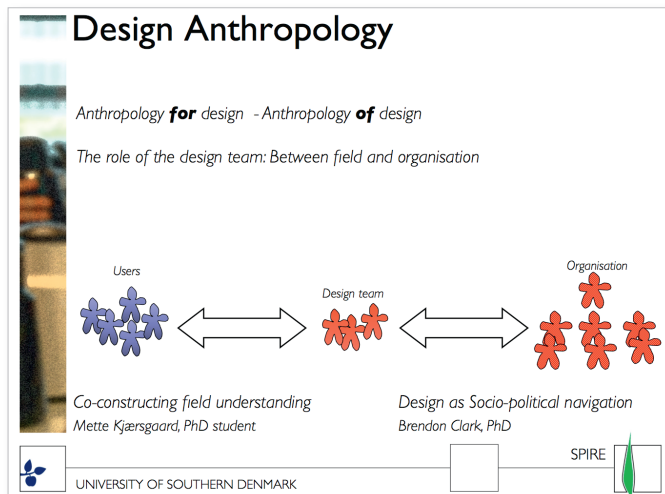 Design Anthropology
Anthropology for design - Anthropology of design
The role of the design team: Between field and organisation
Users
Design team
Organisation
Co-constructing field understanding
Mette Kjærsgaard, PhD student
Design as Socio-political navigation
Brendon Clark, PhD
SPIRE
UNIVERSITY OF SOUTHERN DENMARK